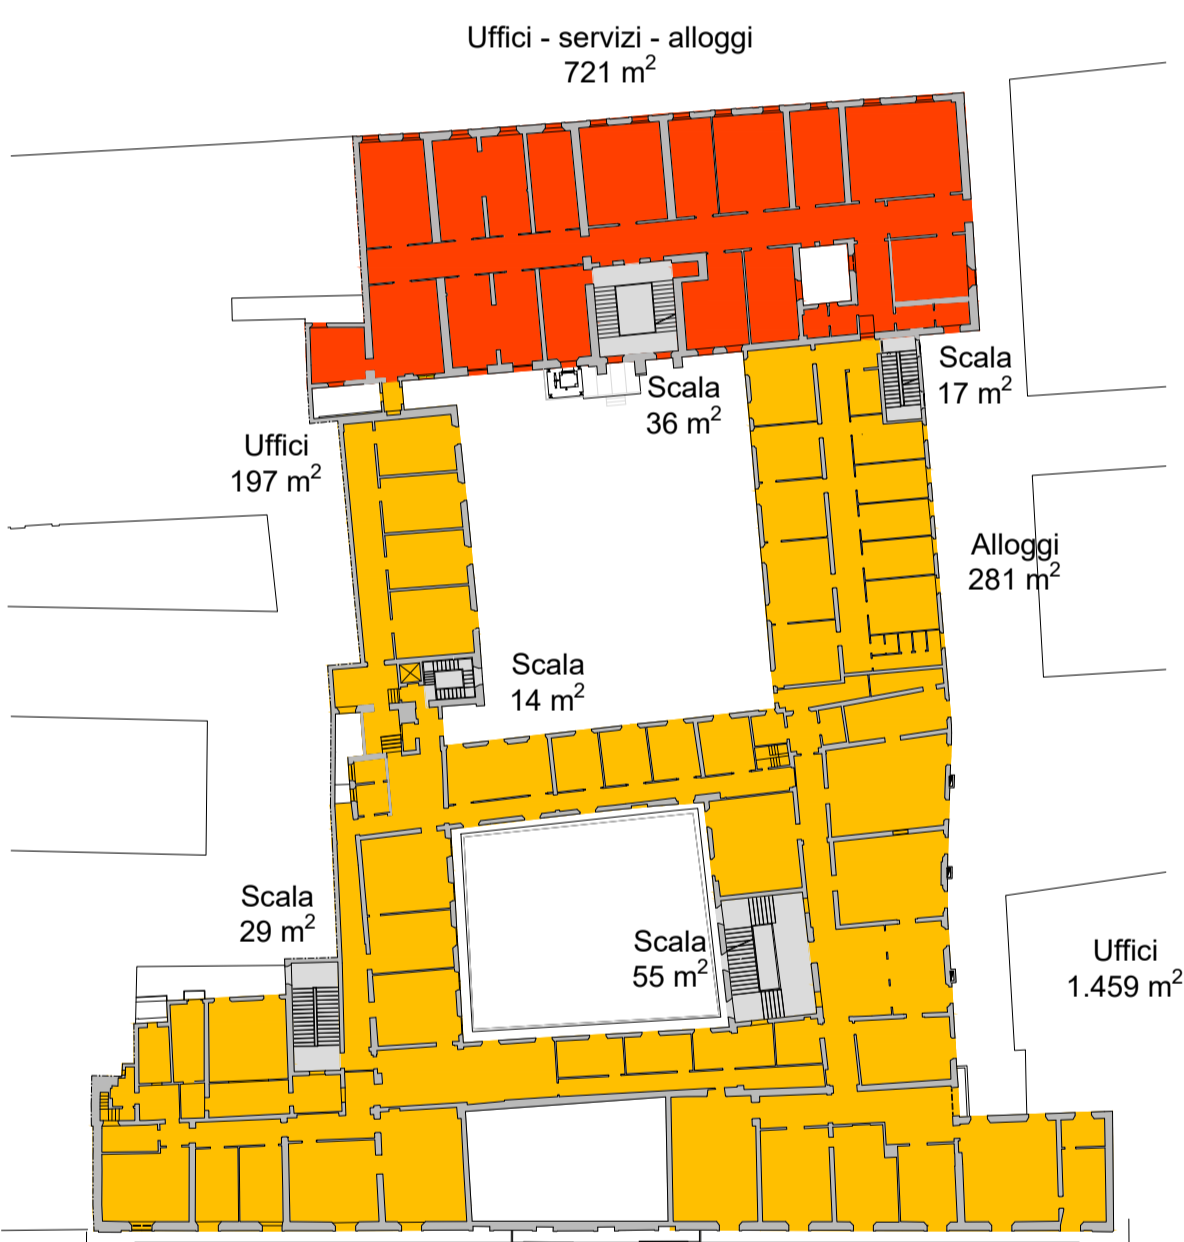 Uffici - servizi - alloggi
721 m²
Scala
17 m²
Scala
36 m²
Uffici
197 m²
Alloggi
281 m²
Scala
14 m²
Scala
29 m²
Scala
55 m²
Uffici
1.459 m²